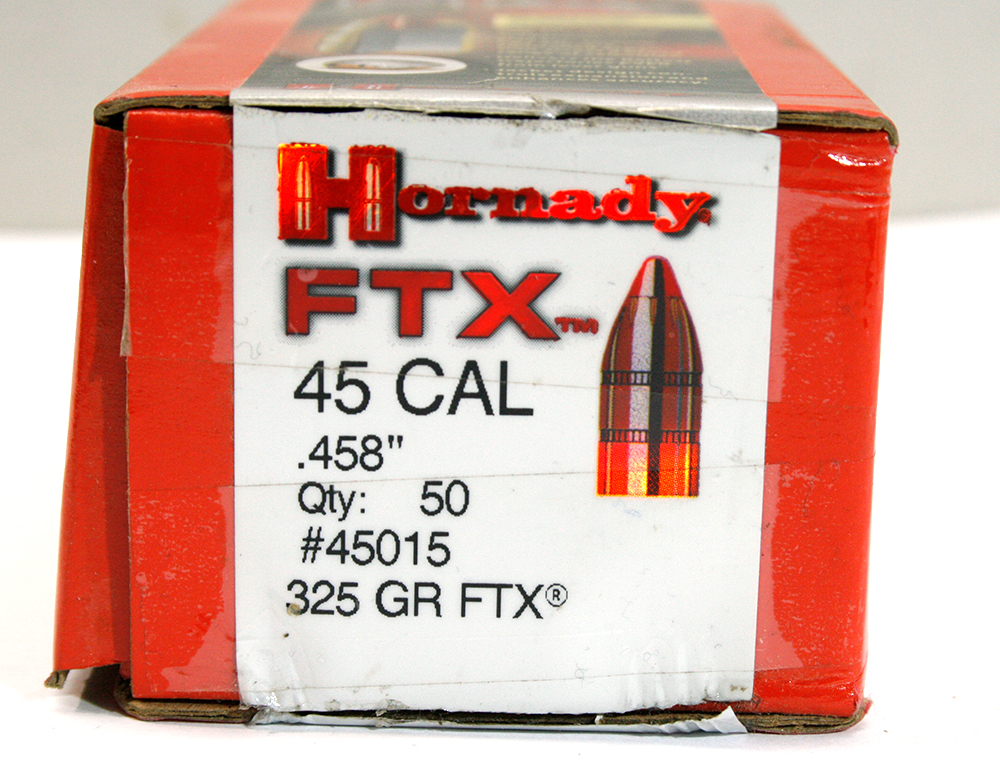 Hornady®
FTX™
45 CAL
.458"
Qty: 50
#45015
325 GR FTX®